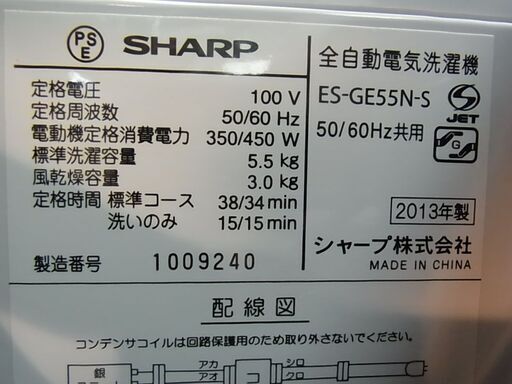 PS
E
SHARP
全自動電気洗濯機
ES-GE55N-S
S
JET
50/60Hz共用
G
定格電圧 100 V
定格周波数 50/60 Hz
電動機定格消費電力 350/450 W
標準洗濯容量 5.5 kg
風乾燥容量 3.0 kg
定格時間 標準コース 38/34 min
洗いのみ 15/15 min
製造番号 1009240
2013年製
シャープ株式会社
MADE IN CHINA
配線図
コンデンサコイルは回路保護用のため取り外さないでください。
銀
アカ
アオ
コ
シロ
クロ